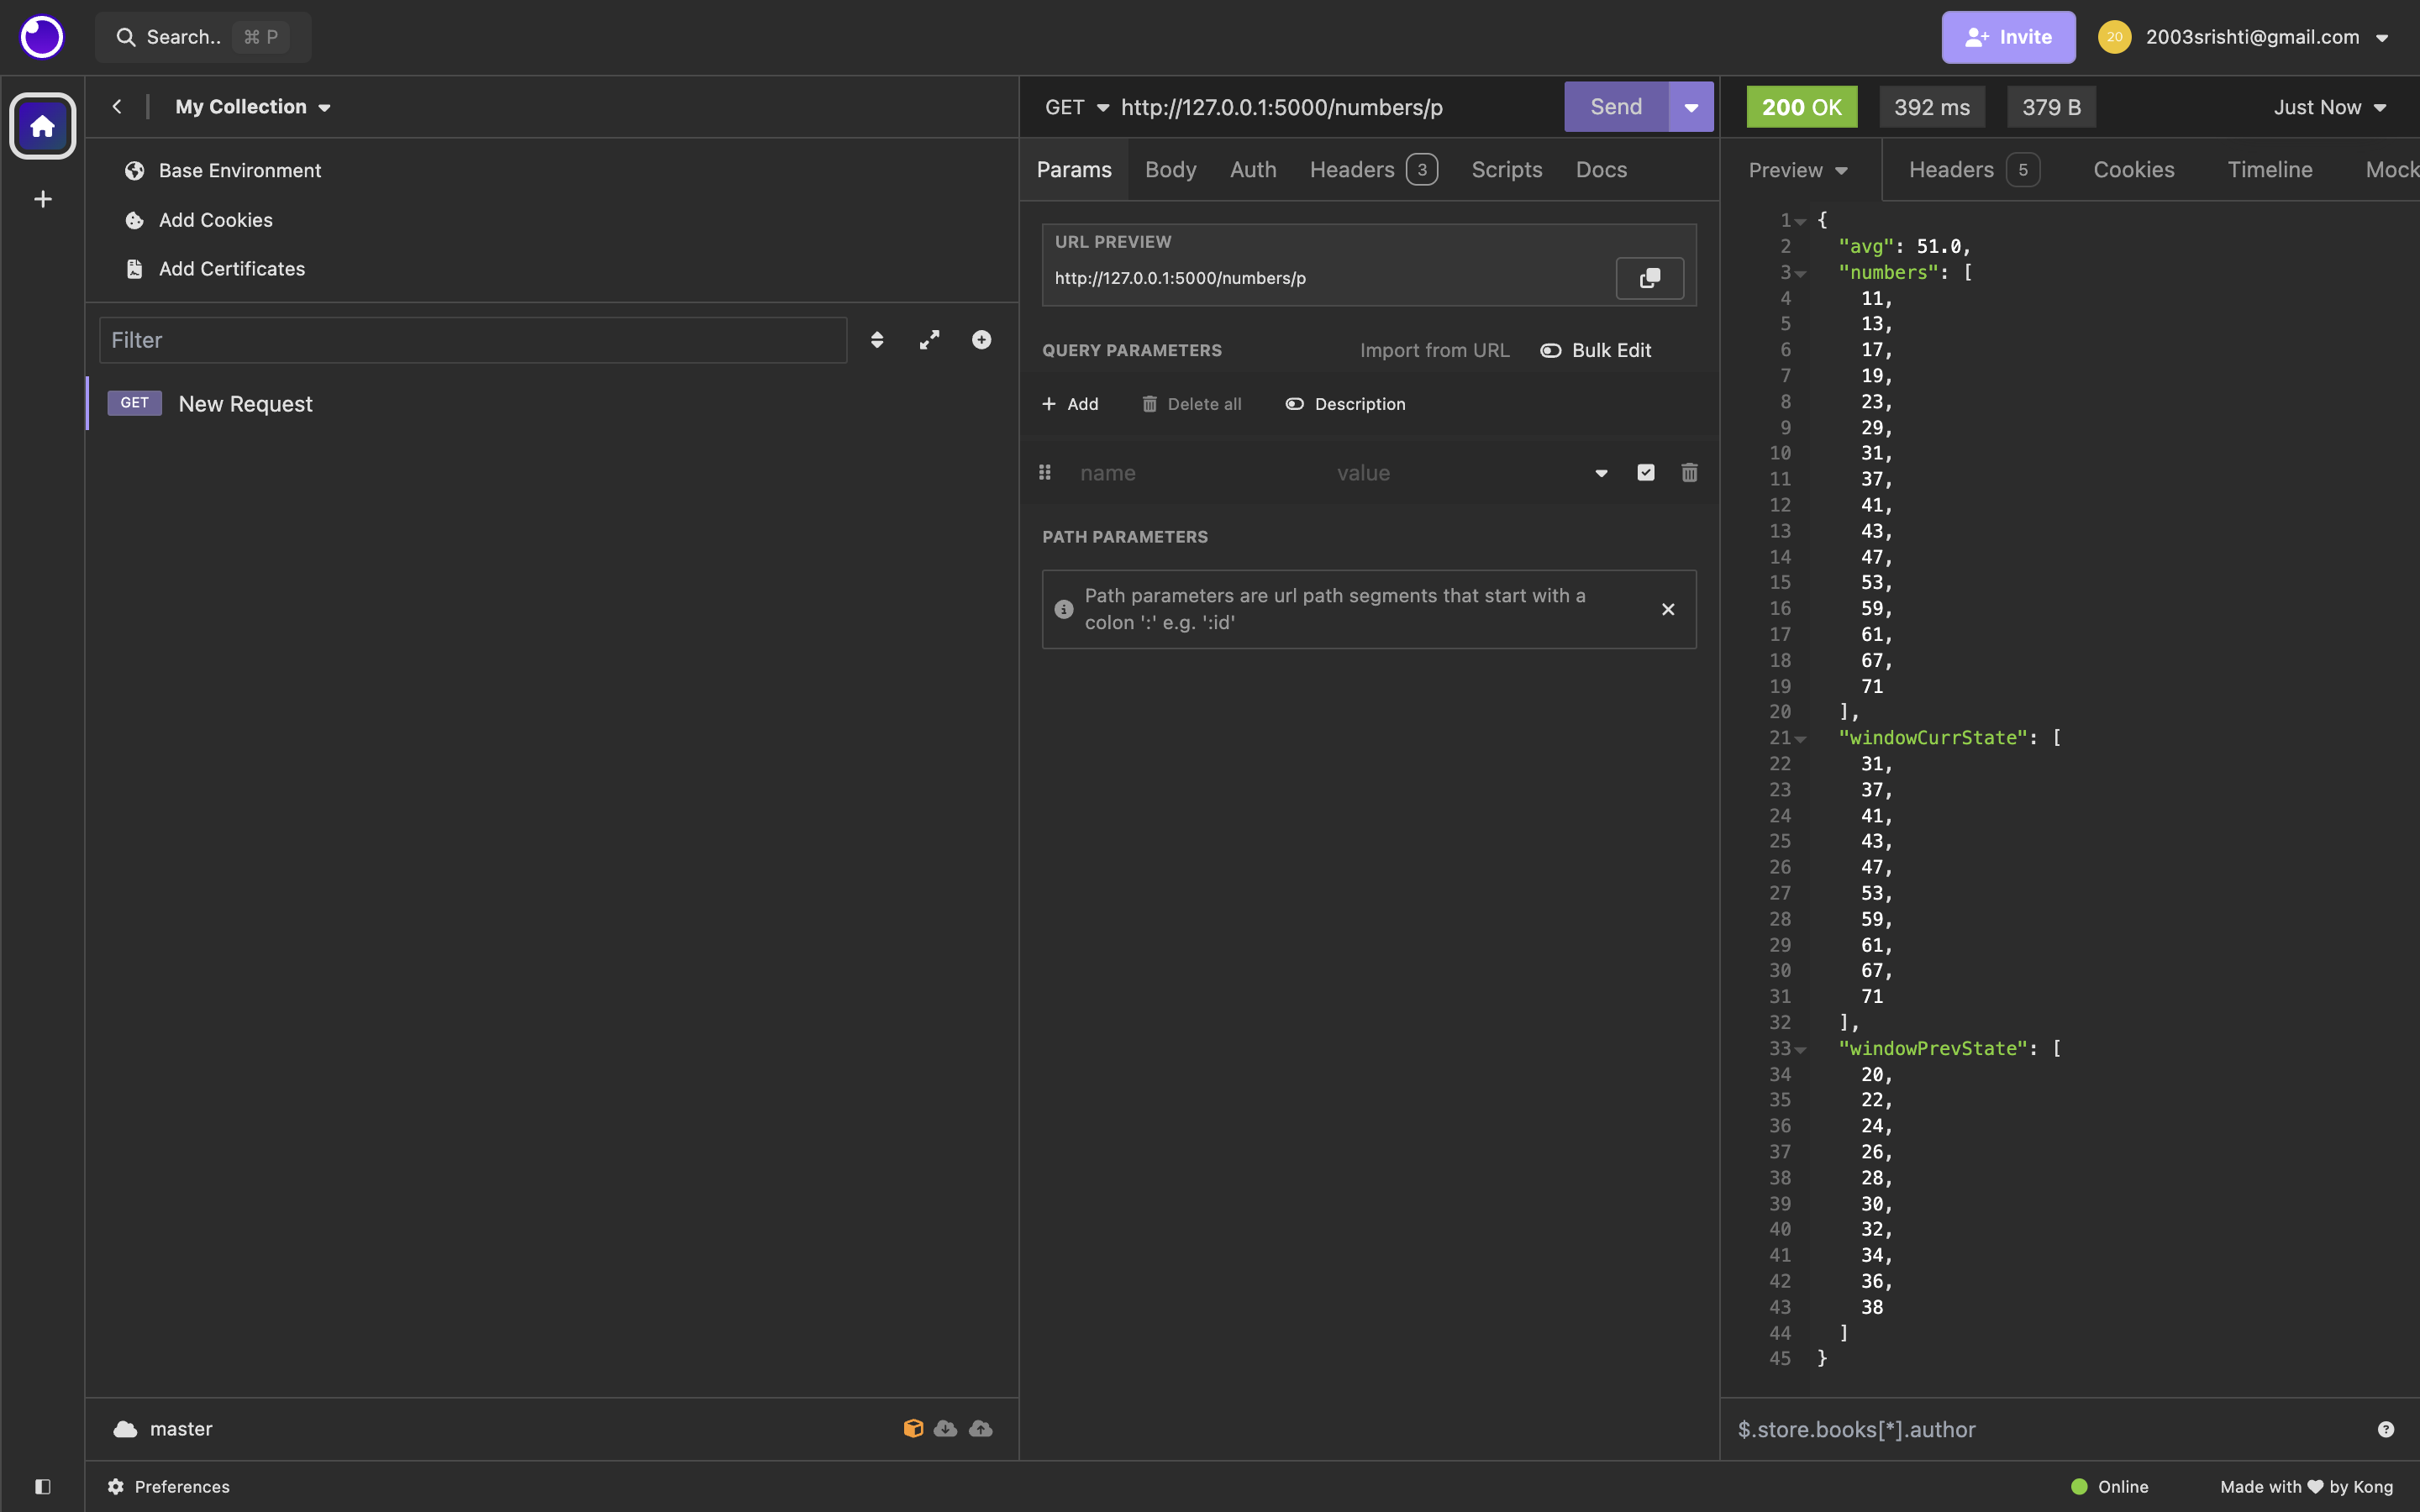 Search.. ⌘ P
Invite
20
2003srishti@gmail.com
My Collection
Base Environment
Add Cookies
Add Certificates
Filter
GET New Request
master
Preferences
GET http://127.0.0.1:5000/numbers/p
Send
Params Body Auth Headers 3 Scripts Docs
URL PREVIEW
http://127.0.0.1:5000/numbers/p
QUERY PARAMETERS Import from URL Bulk Edit
Add Delete all Description
name value
PATH PARAMETERS
Path parameters are url path segments that start with a
colon ':' e.g. ':id'
200 OK 392 ms 379 B Just Now
Preview Headers 5 Cookies Timeline Mock
1 {
2 "avg": 51.0,
3 "numbers": [
4 11,
5 13,
6 17,
7 19,
8 23,
9 29,
10 31,
11 37,
12 41,
13 43,
14 47,
15 53,
16 59,
17 61,
18 67,
19 71
20 ],
21 "windowCurrState": [
22 31,
23 37,
24 41,
25 43,
26 47,
27 53,
28 59,
29 61,
30 67,
31 71
32 ],
33 "windowPrevState": [
34 20,
35 22,
36 24,
37 26,
38 28,
39 30,
40 32,
41 34,
42 36,
43 38
44 ]
45 }
$.store.books[*].author
Online
Made with ♥ by Kong